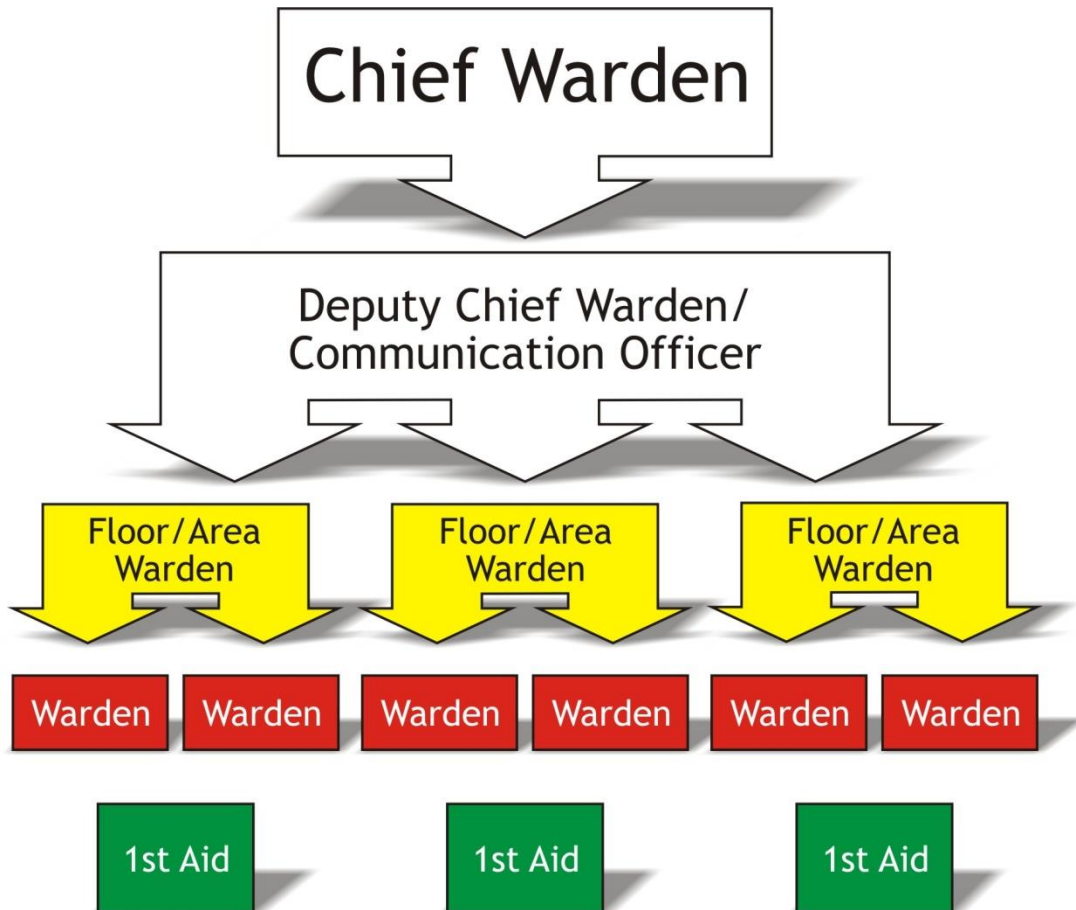 Chief Warden
Deputy Chief Warden/
Communication Officer
Floor/Area
Warden
Floor/Area
Warden
Floor/Area
Warden
Warden
Warden
Warden
Warden
Warden
Warden
1st Aid
1st Aid
1st Aid